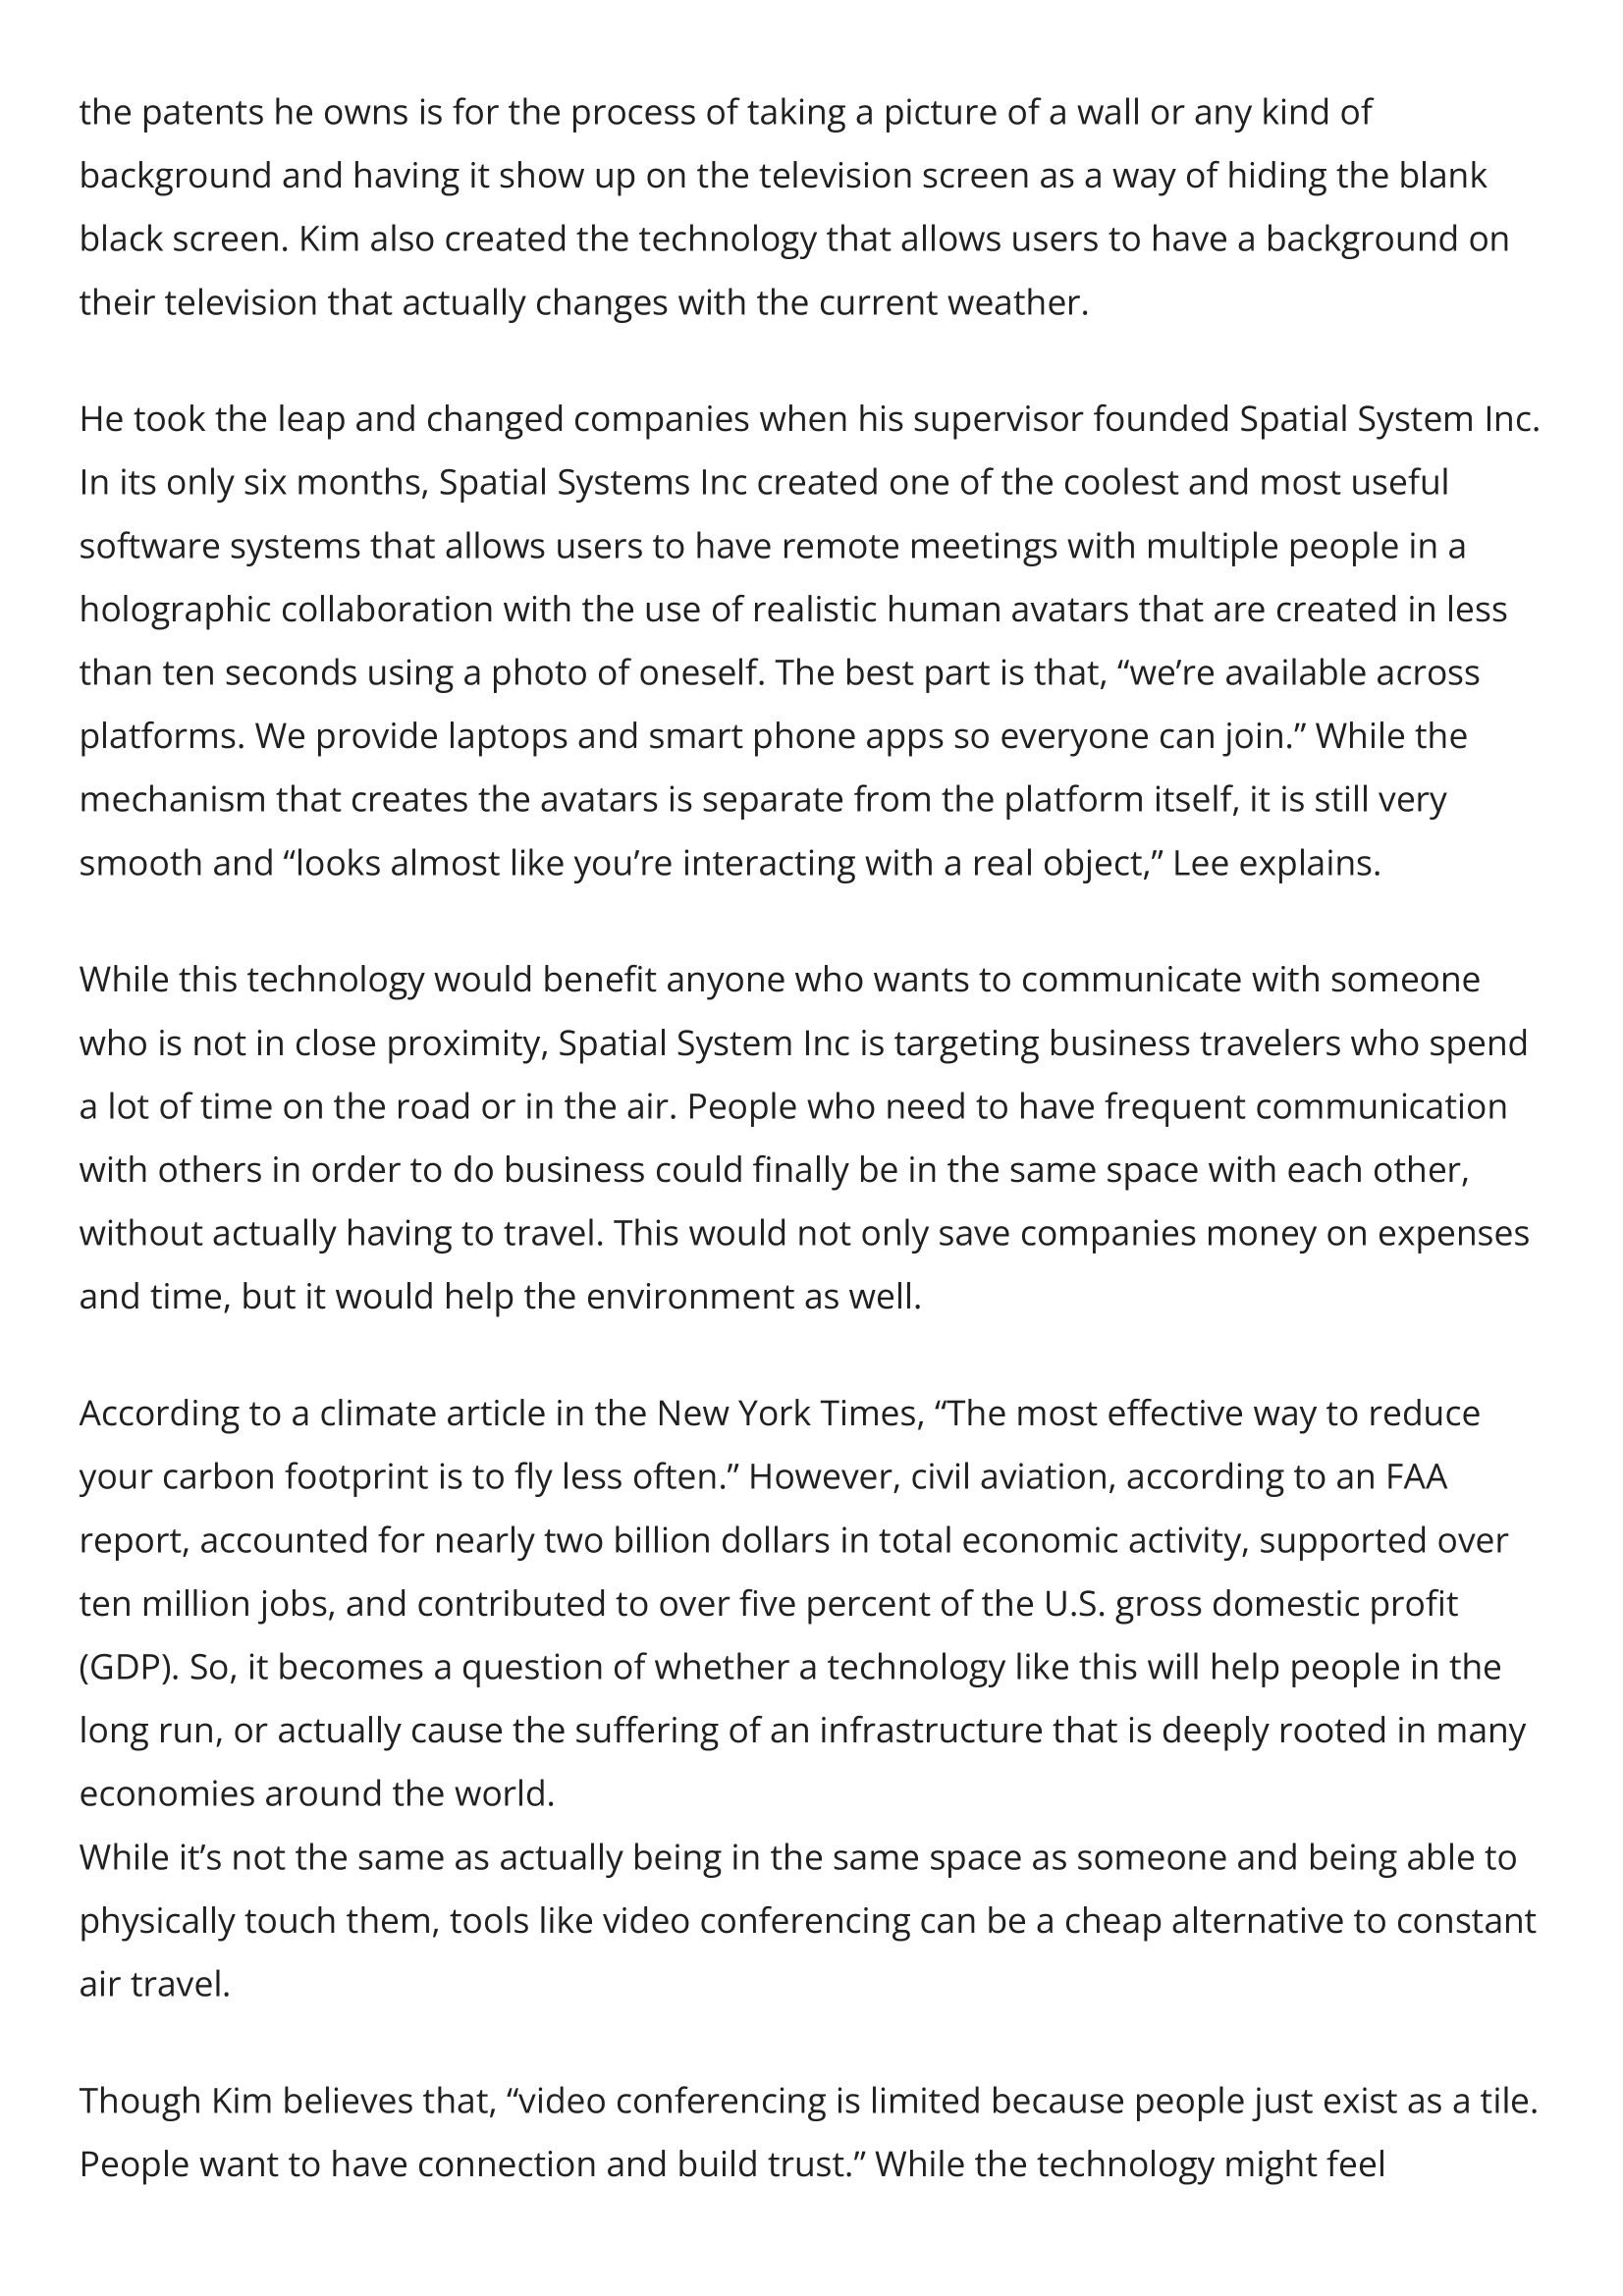 the patents he owns is for the process of taking a picture of a wall or any kind of
background and having it show up on the television screen as a way of hiding the blank
black screen. Kim also created the technology that allows users to have a background on
their television that actually changes with the current weather.
He took the leap and changed companies when his supervisor founded Spatial System Inc.
In its only six months, Spatial Systems Inc created one of the coolest and most useful
software systems that allows users to have remote meetings with multiple people in a
holographic collaboration with the use of realistic human avatars that are created in less
than ten seconds using a photo of oneself. The best part is that, “we’re available across
platforms. We provide laptops and smart phone apps so everyone can join.” While the
mechanism that creates the avatars is separate from the platform itself, it is still very
smooth and “looks almost like you’re interacting with a real object,” Lee explains.
While this technology would benefit anyone who wants to communicate with someone
who is not in close proximity, Spatial System Inc is targeting business travelers who spend
a lot of time on the road or in the air. People who need to have frequent communication
with others in order to do business could finally be in the same space with each other,
without actually having to travel. This would not only save companies money on expenses
and time, but it would help the environment as well.
According to a climate article in the New York Times, “The most effective way to reduce
your carbon footprint is to fly less often.” However, civil aviation, according to an FAA
report, accounted for nearly two billion dollars in total economic activity, supported over
ten million jobs, and contributed to over five percent of the U.S. gross domestic profit
(GDP). So, it becomes a question of whether a technology like this will help people in the
long run, or actually cause the suffering of an infrastructure that is deeply rooted in many
economies around the world.
While it’s not the same as actually being in the same space as someone and being able to
physically touch them, tools like video conferencing can be a cheap alternative to constant
air travel.
Though Kim believes that, “video conferencing is limited because people just exist as a tile.
People want to have connection and build trust.” While the technology might feel